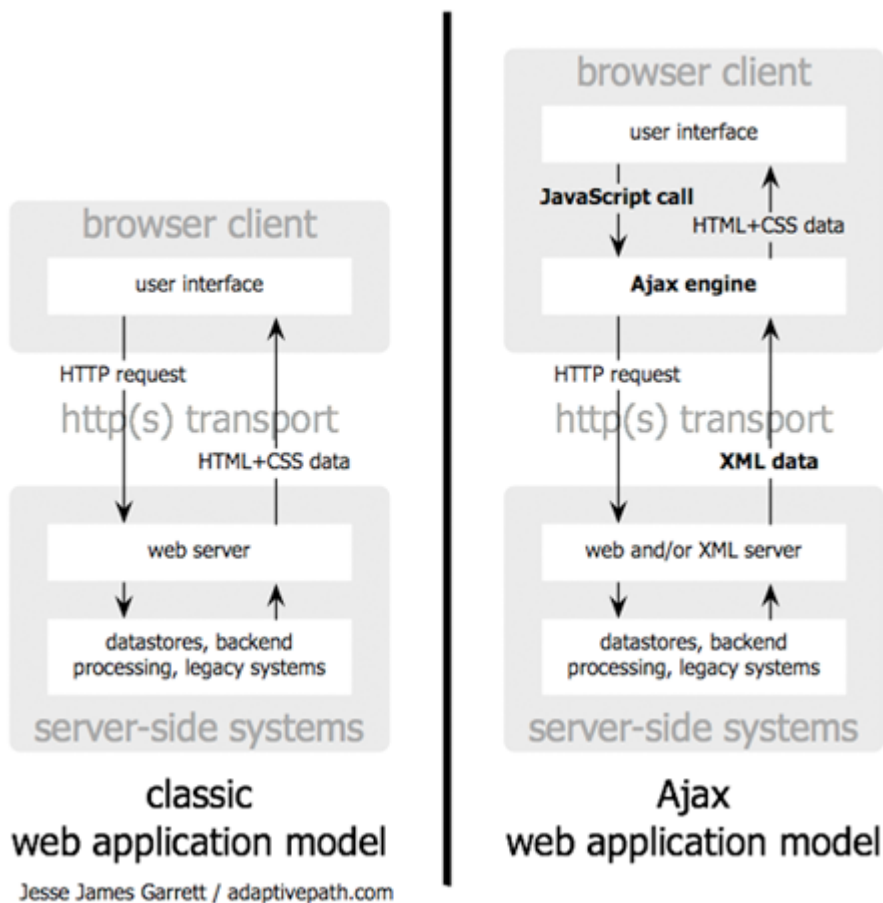 browser client
user interface
HTTP request
http(s) transport
HTML+CSS data
web server
datastores, backend
processing, legacy systems
server-side systems
classic
web application model
Jesse James Garrett / adaptivepath.com
browser client
user interface
JavaScript call
HTML+CSS data
Ajax engine
HTTP request
http(s) transport
XML data
web and/or XML server
datastores, backend
processing, legacy systems
server-side systems
Ajax
web application model